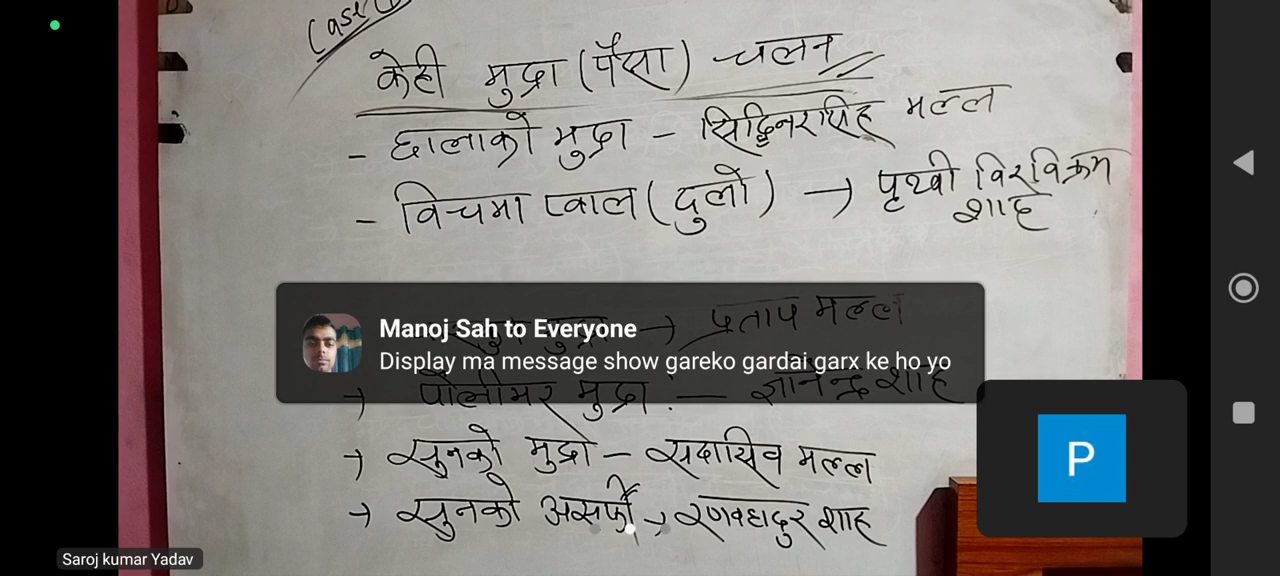 Case
केही मुद्रा (पैसा) चलन
- छालाको मुद्रा - सिद्धिनरसिंह मल्ल
- विचमा प्वाल (दुलो) → पृथ्वी विरविक्रम
शाह
मुद्रा → प्रताप मल्ल
Manoj Sah to Everyone
Display ma message show gareko gardai garx ke ho yo
→ पोलीमर मुद्रा :- ज्ञानेन्द्र शाह
P
→ सुनको मुद्रा - सदासिव मल्ल
→ सुनको असर्फी → रणवहादुर शाह
Saroj kumar Yadav